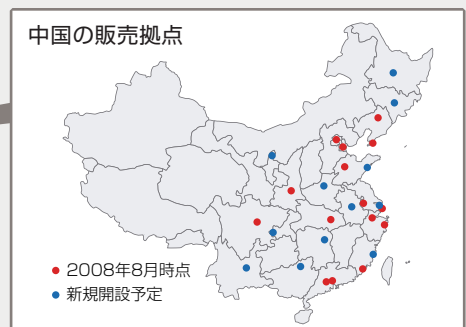 中国の販売拠点
● 2008年8月時点
● 新規開設予定